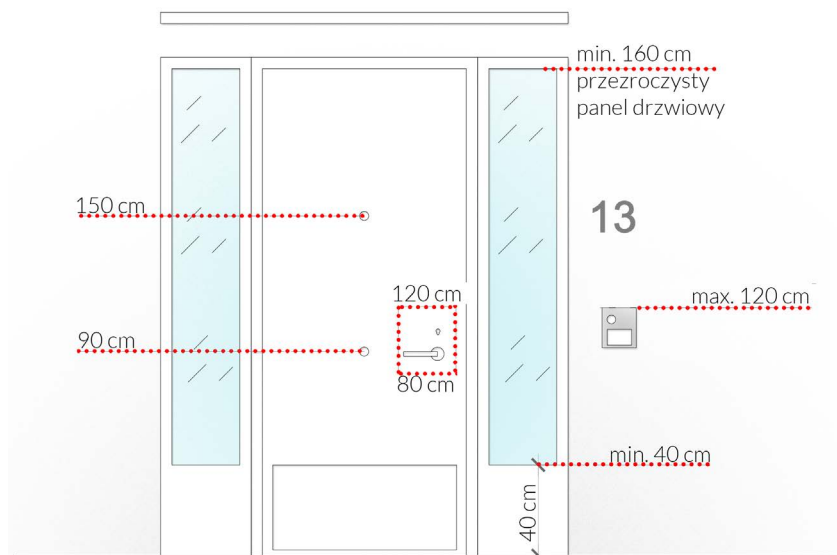 min. 160 cm
przezroczysty
panel drzwiowy
150 cm
13
120 cm
max. 120 cm
90 cm
80 cm
min. 40 cm
40 cm